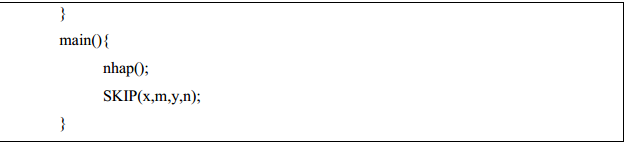 }
main(){
nhap();
SKIP(x,m,y,n);
}